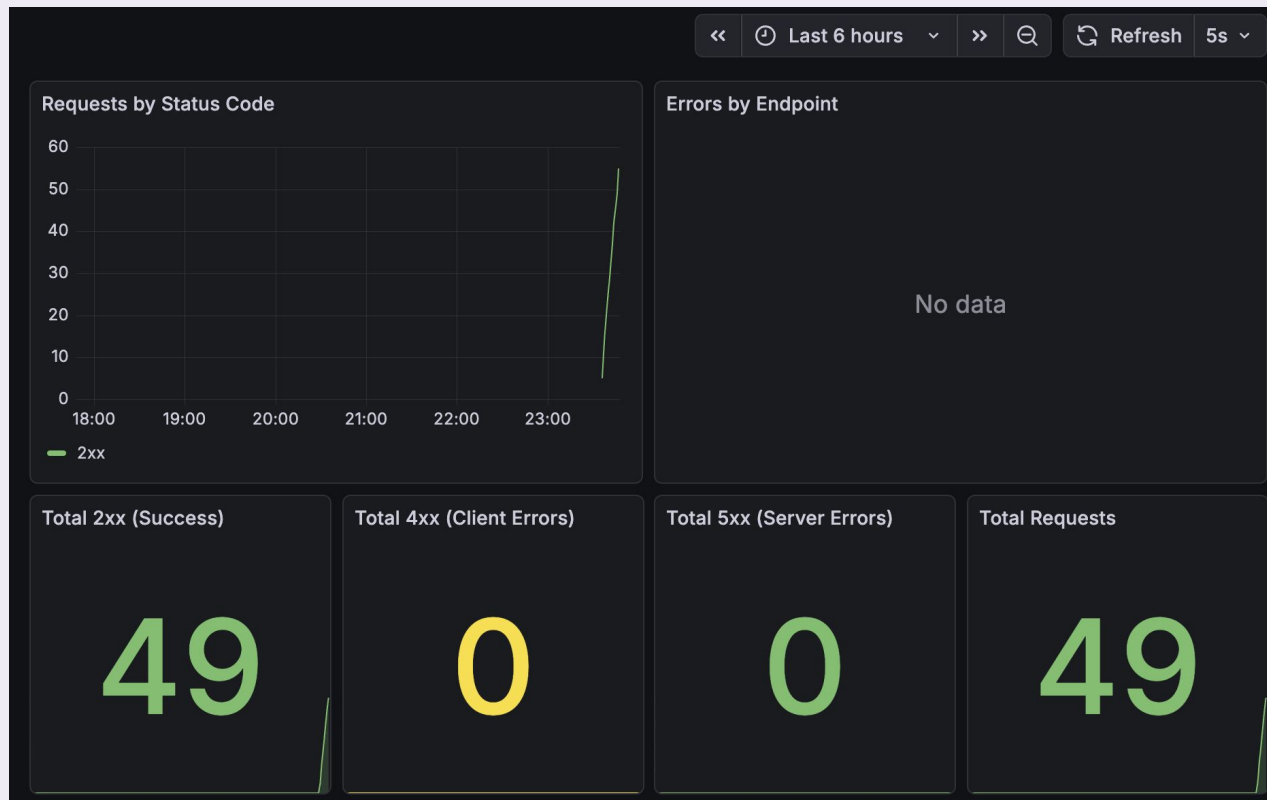 Last 6 hours
Refresh
5s
Requests by Status Code
60
50
40
30
20
10
0
18:00 19:00 20:00 21:00 22:00 23:00
2xx
Errors by Endpoint
No data
Total 2xx (Success)
49
Total 4xx (Client Errors)
0
Total 5xx (Server Errors)
0
Total Requests
49